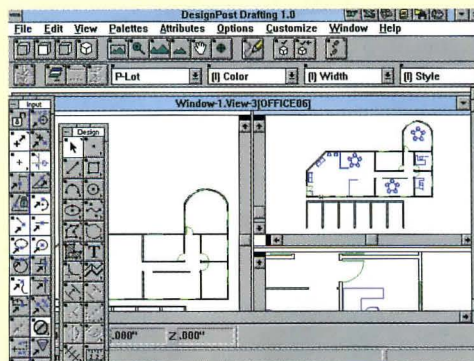 DesignPost Drafting 1.0
File Edit View Palettes Attributes Options Customize Window Help
P-Lot (I) Color (I) Width (I) Style
Input
Window-1.View-3[OFFICE06]
Design
T
.000" Z .000"